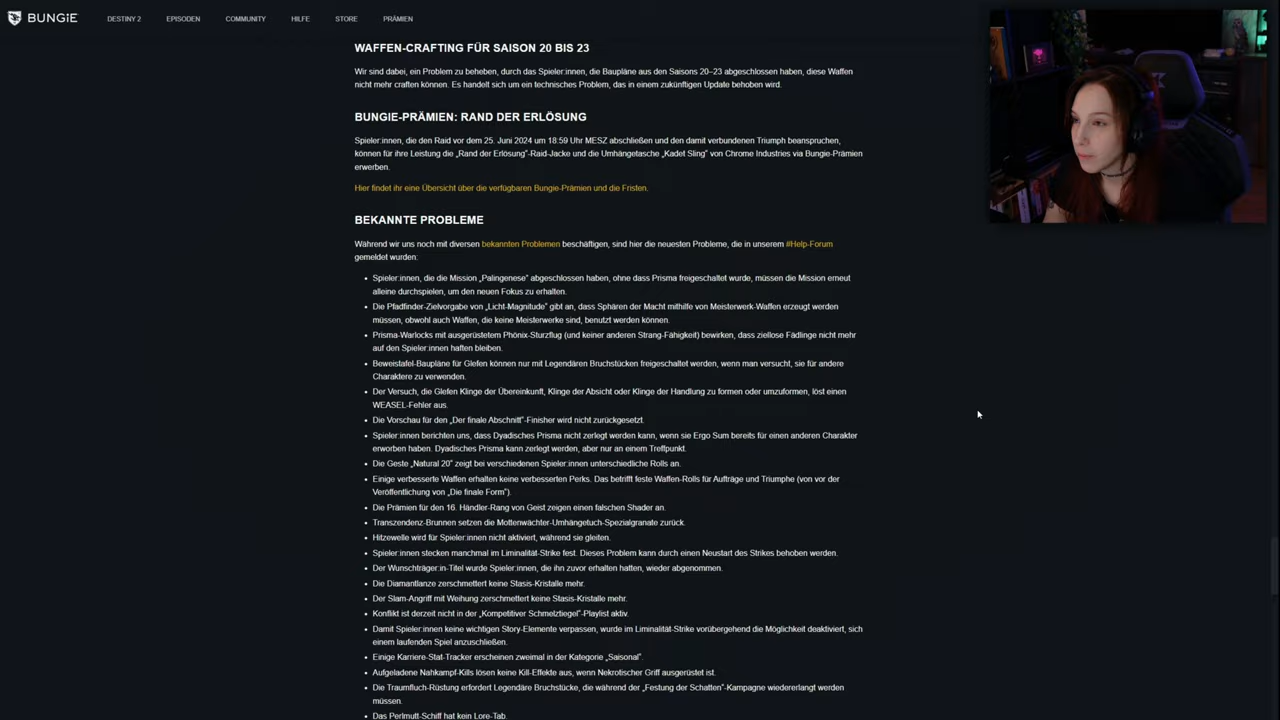 BUNGiE
DESTINY 2
EPISODEN
COMMUNITY
HILFE
STORE
PRÄMIEN
WAFFEN-CRAFTING FÜR SAISON 20 BIS 23
Wir sind dabei, ein Problem zu beheben, durch das Spieler:innen, die Baupläne aus den Saisons 20–23 abgeschlossen haben, diese Waffen
nicht mehr craften können. Es handelt sich um ein technisches Problem, das in einem zukünftigen Update behoben wird.
BUNGIE-PRÄMIEN: RAND DER ERLÖSUNG
Spieler:innen, die den Raid vor dem 25. Juni 2024 um 18:59 Uhr MESZ abschließen und den damit verbundenen Triumph beanspruchen,
können für ihre Leistung die „Rand der Erlösung“-Raid-Jacke und die Umhängetasche „Kadet Sling“ von Chrome Industries via Bungie-Prämien
erwerben.
Hier findet ihr eine Übersicht über die verfügbaren Bungie-Prämien und die Fristen.
BEKANNTE PROBLEME
Während wir uns noch mit diversen bekannten Problemen beschäftigen, sind hier die neuesten Probleme, die in unserem #Help-Forum
gemeldet wurden:
• Spieler:innen, die die Mission „Palingenese“ abgeschlossen haben, ohne dass Prisma freigeschaltet wurde, müssen die Mission erneut
alleine durchspielen, um den neuen Fokus zu erhalten.
• Die Pfadfinder-Zielvorgabe von „Licht-Magnitude“ gibt an, dass Sphären der Macht mithilfe von Meisterwerk-Waffen erzeugt werden
müssen, obwohl auch Waffen, die keine Meisterwerke sind, benutzt werden können.
• Prisma-Warlocks mit ausgerüstetem Phönix-Sturzflug (und keiner anderen Strang-Fähigkeit) bewirken, dass ziellose Fädlinge nicht mehr
auf den Spieler:innen haften bleiben.
• Beweistafel-Baupläne für Glefen können nur mit Legendären Bruchstücken freigeschaltet werden, wenn man versucht, sie für andere
Charaktere zu verwenden.
• Der Versuch, die Glefen Klinge der Übereinkunft, Klinge der Absicht oder Klinge der Handlung zu formen oder umzuformen, löst einen
WEASEL-Fehler aus.
• Die Vorschau für den „Der finale Abschnitt“-Finisher wird nicht zurückgesetzt.
• Spieler:innen berichten uns, dass Dyadisches Prisma nicht zerlegt werden kann, wenn sie Ergo Sum bereits für einen anderen Charakter
erworben haben. Dyadisches Prisma kann zerlegt werden, aber nur an einem Treffpunkt.
• Die Geste „Natural 20“ zeigt bei verschiedenen Spieler:innen unterschiedliche Rolls an.
• Einige verbesserte Waffen erhalten keine verbesserten Perks. Das betrifft feste Waffen-Rolls für Aufträge und Triumphe (von vor der
Veröffentlichung von „Die finale Form“).
• Die Prämien für den 16. Händler-Rang von Geist zeigen einen falschen Shader an.
• Transzendenz-Brunnen setzen die Mottenwächter-Umhängetuch-Spezialgranate zurück.
• Hitzewelle wird für Spieler:innen nicht aktiviert, während sie gleiten.
• Spieler:innen stecken manchmal im Liminalität-Strike fest. Dieses Problem kann durch einen Neustart des Strikes behoben werden.
• Der Wunschträger:in-Titel wurde Spieler:innen, die ihn zuvor erhalten hatten, wieder abgenommen.
• Die Diamantlanze zerschmettert keine Stasis-Kristalle mehr.
• Der Slam-Angriff mit Weihung zerschmettert keine Stasis-Kristalle mehr.
• Konflikt ist derzeit nicht in der „Kompetitiver Schmelztiegel“-Playlist aktiv.
• Damit Spieler:innen keine wichtigen Story-Elemente verpassen, wurde im Liminalität-Strike vorübergehend die Möglichkeit deaktiviert, sich
einem laufenden Spiel anzuschließen.
• Einige Karriere-Stat-Tracker erscheinen zweimal in der Kategorie „Saisonal“.
• Aufgeladene Nahkampf-Kills lösen keine Kill-Effekte aus, wenn Nekrotischer Griff ausgerüstet ist.
• Die Traumfluch-Rüstung erfordert Legendäre Bruchstücke, die während der „Festung der Schatten“-Kampagne wiedererlangt werden
müssen.
• Das Perlmutt-Schiff hat kein Lore-Tab.